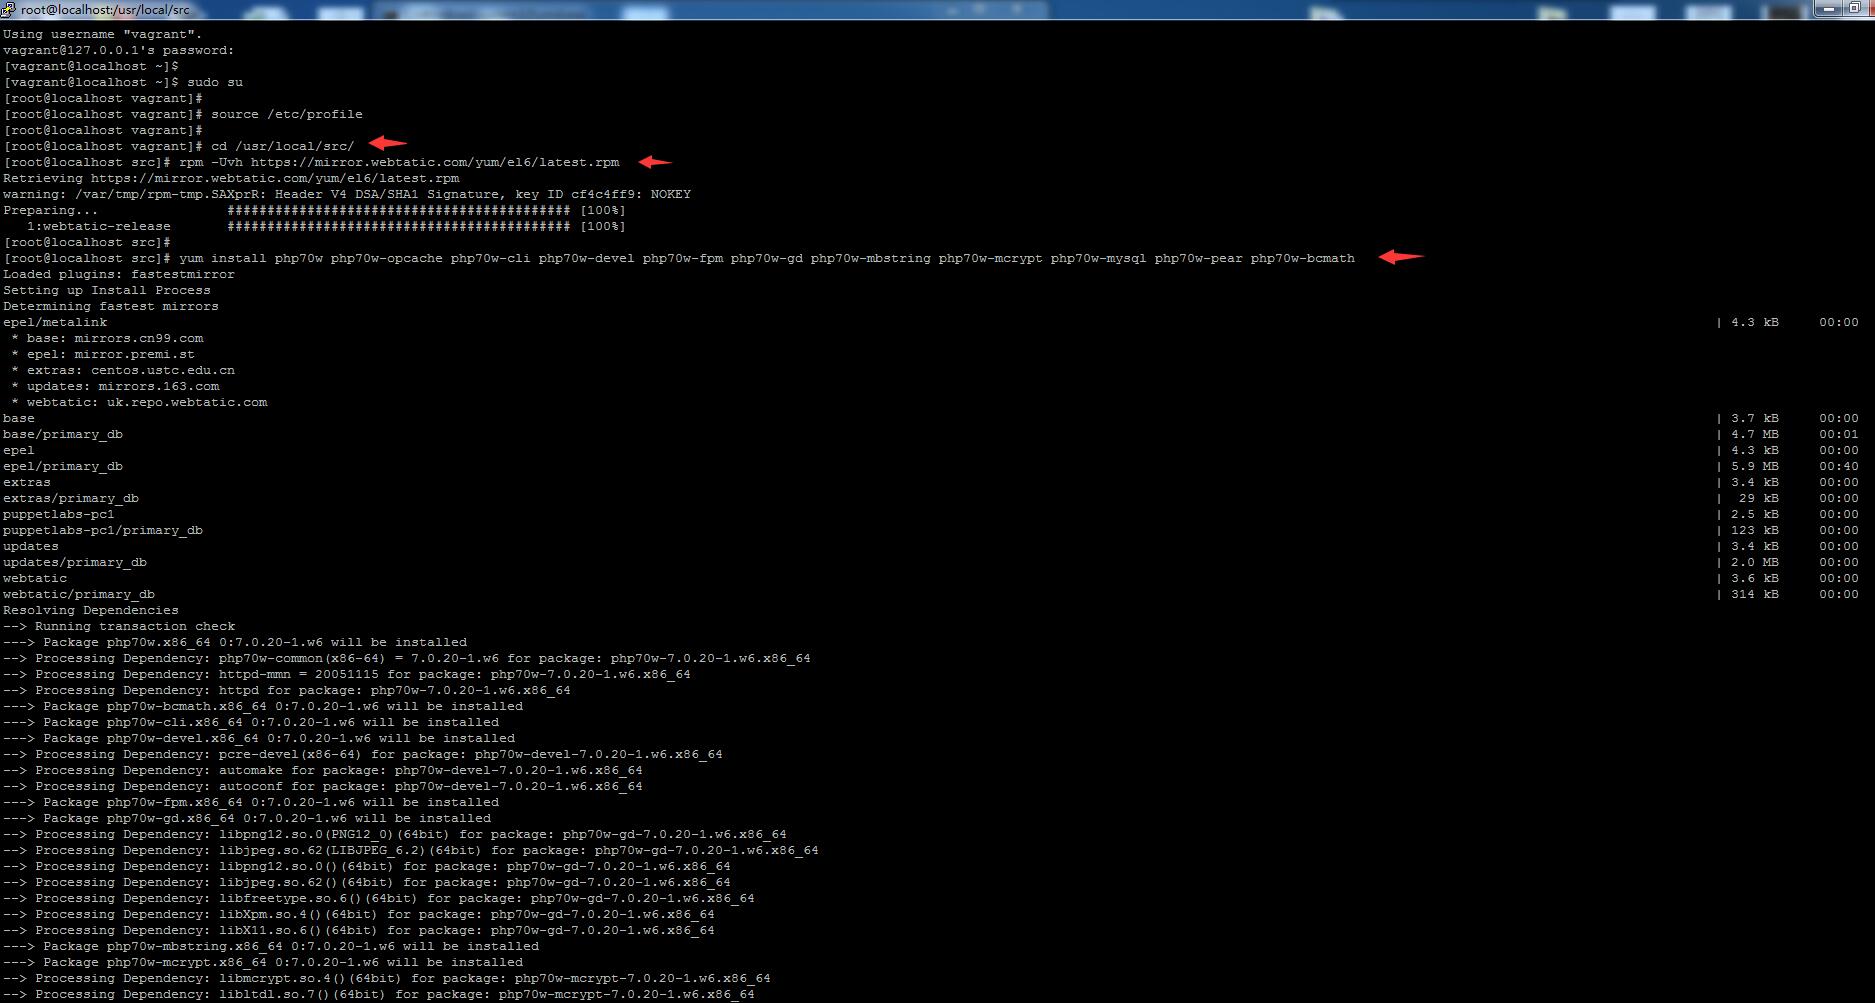 root@localhost:/usr/local/src
Using username "vagrant".
vagrant@127.0.0.1's password:
[vagrant@localhost ~]$
[vagrant@localhost ~]$ sudo su
[root@localhost vagrant]#
[root@localhost vagrant]# source /etc/profile
[root@localhost vagrant]#
[root@localhost vagrant]# cd /usr/local/src/
[root@localhost src]# rpm -Uvh https://mirror.webtatic.com/yum/el6/latest.rpm
Retrieving https://mirror.webtatic.com/yum/el6/latest.rpm
warning: /var/tmp/rpm-tmp.SAXprR: Header V4 DSA/SHA1 Signature, key ID cf4c4ff9: NOKEY
Preparing... ########################################### [100%]
1:webtatic-release ########################################### [100%]
[root@localhost src]#
[root@localhost src]# yum install php70w php70w-opcache php70w-cli php70w-devel php70w-fpm php70w-gd php70w-mbstring php70w-mcrypt php70w-mysql php70w-pear php70w-bcmath
Loaded plugins: fastestmirror
Setting up Install Process
Determining fastest mirrors
epel/metalink | 4.3 kB 00:00
* base: mirrors.cn99.com
* epel: mirror.premi.st
* extras: centos.ustc.edu.cn
* updates: mirrors.163.com
* webtatic: uk.repo.webtatic.com
base | 3.7 kB 00:00
base/primary_db | 4.7 MB 00:01
epel | 4.3 kB 00:00
epel/primary_db | 5.9 MB 00:40
extras | 3.4 kB 00:00
extras/primary_db | 29 kB 00:00
puppetlabs-pc1 | 2.5 kB 00:00
puppetlabs-pc1/primary_db | 123 kB 00:00
updates | 3.4 kB 00:00
updates/primary_db | 2.0 MB 00:00
webtatic | 3.6 kB 00:00
webtatic/primary_db | 314 kB 00:00
Resolving Dependencies
--> Running transaction check
---> Package php70w.x86_64 0:7.0.20-1.w6 will be installed
--> Processing Dependency: php70w-common(x86-64) = 7.0.20-1.w6 for package: php70w-7.0.20-1.w6.x86_64
--> Processing Dependency: httpd-mmn = 20051115 for package: php70w-7.0.20-1.w6.x86_64
--> Processing Dependency: httpd for package: php70w-7.0.20-1.w6.x86_64
---> Package php70w-bcmath.x86_64 0:7.0.20-1.w6 will be installed
---> Package php70w-cli.x86_64 0:7.0.20-1.w6 will be installed
---> Package php70w-devel.x86_64 0:7.0.20-1.w6 will be installed
--> Processing Dependency: pcre-devel(x86-64) for package: php70w-devel-7.0.20-1.w6.x86_64
--> Processing Dependency: automake for package: php70w-devel-7.0.20-1.w6.x86_64
--> Processing Dependency: autoconf for package: php70w-devel-7.0.20-1.w6.x86_64
---> Package php70w-fpm.x86_64 0:7.0.20-1.w6 will be installed
---> Package php70w-gd.x86_64 0:7.0.20-1.w6 will be installed
--> Processing Dependency: libpng12.so.0(PNG12_0)(64bit) for package: php70w-gd-7.0.20-1.w6.x86_64
--> Processing Dependency: libjpeg.so.62(LIBJPEG_6.2)(64bit) for package: php70w-gd-7.0.20-1.w6.x86_64
--> Processing Dependency: libpng12.so.0()(64bit) for package: php70w-gd-7.0.20-1.w6.x86_64
--> Processing Dependency: libjpeg.so.62()(64bit) for package: php70w-gd-7.0.20-1.w6.x86_64
--> Processing Dependency: libfreetype.so.6()(64bit) for package: php70w-gd-7.0.20-1.w6.x86_64
--> Processing Dependency: libXpm.so.4()(64bit) for package: php70w-gd-7.0.20-1.w6.x86_64
--> Processing Dependency: libX11.so.6()(64bit) for package: php70w-gd-7.0.20-1.w6.x86_64
---> Package php70w-mbstring.x86_64 0:7.0.20-1.w6 will be installed
---> Package php70w-mcrypt.x86_64 0:7.0.20-1.w6 will be installed
--> Processing Dependency: libmcrypt.so.4()(64bit) for package: php70w-mcrypt-7.0.20-1.w6.x86_64
--> Processing Dependency: libltdl.so.7()(64bit) for package: php70w-mcrypt-7.0.20-1.w6.x86_64